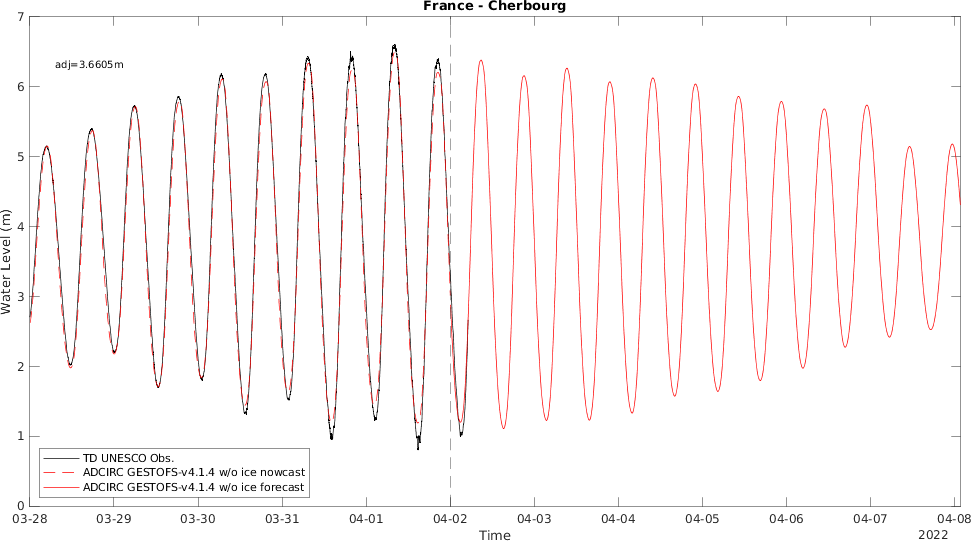 France - Cherbourg
adj=3.6605m
Water Level (m)
7
6
5
4
3
2
1
0
TD UNESCO Obs.
ADCIRC GESTOFS-v4.1.4 w/o ice nowcast
ADCIRC GESTOFS-v4.1.4 w/o ice forecast
03-28 03-29 03-30 03-31 04-01 04-02 04-03 04-04 04-05 04-06 04-07 04-08
Time
2022